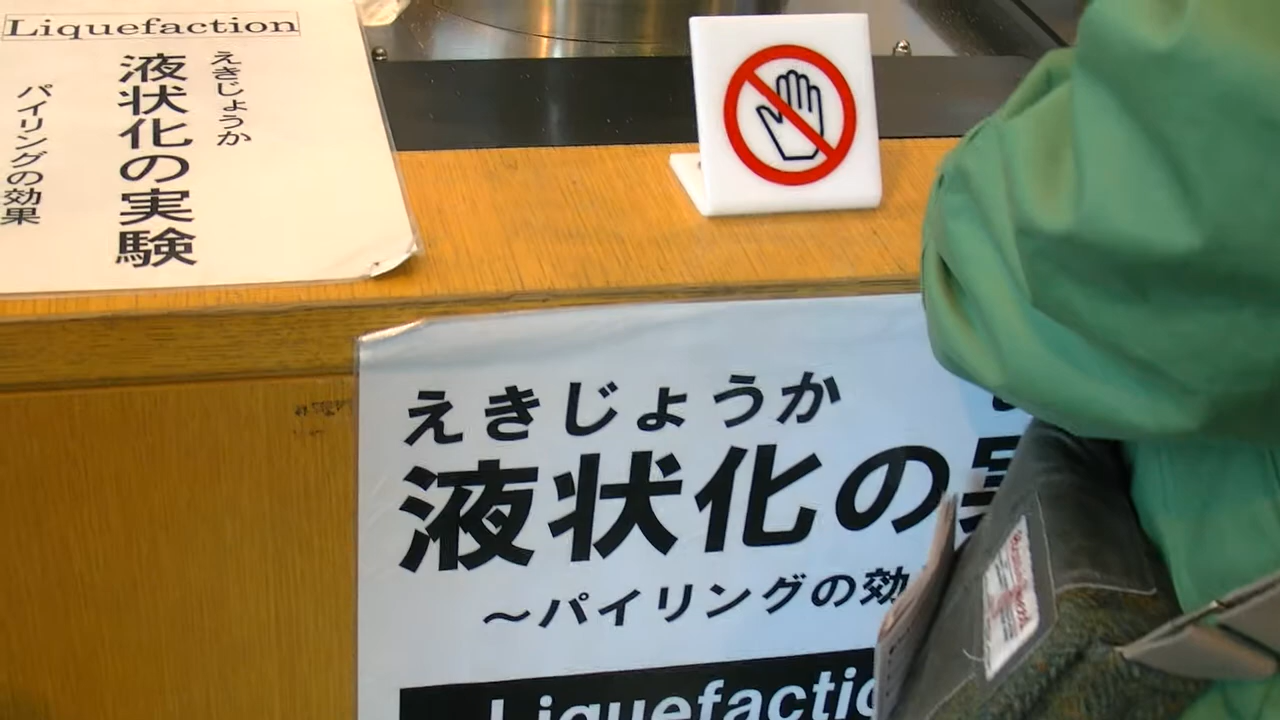 Liquefaction
えきじょうか
液状化の実験
パイリングの効果
えきじょうか
液状化の
～パイリングの効
Liquefactio